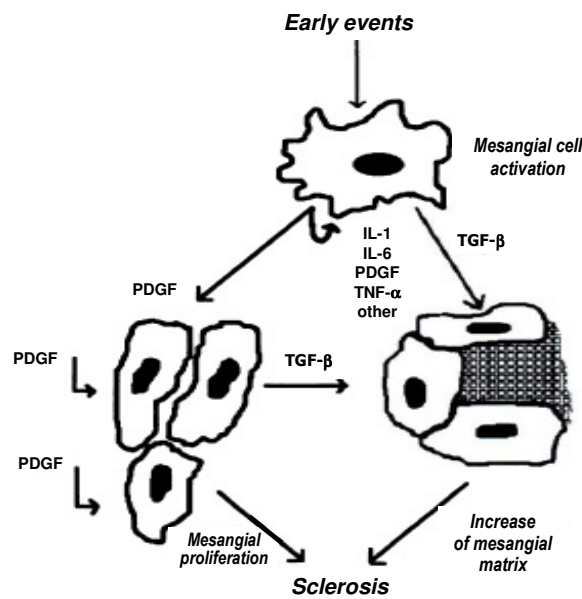 Early events
Mesangial cell
activation
IL-1
IL-6
PDGF
TNF-α
other
TGF-β
PDGF
PDGF
TGF-β
PDGF
Mesangial
proliferation
Increase
of mesangial
matrix
Sclerosis